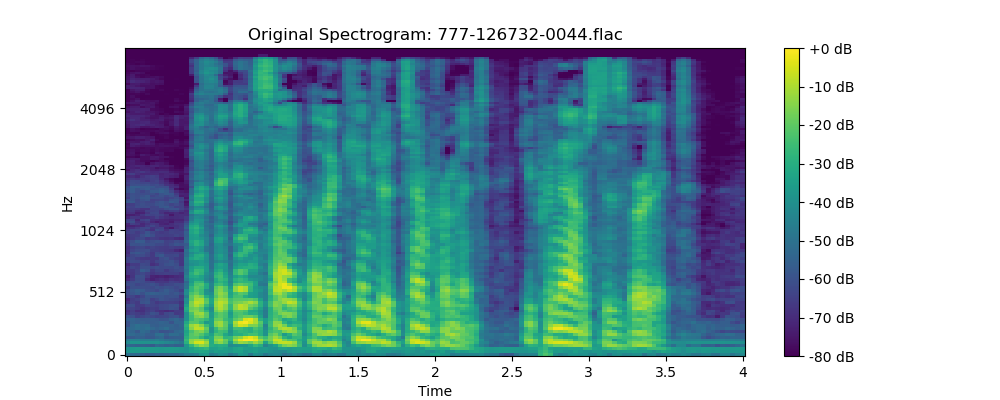 Original Spectrogram: 777-126732-0044.flac
Hz
4096
2048
1024
512
0
0 0.5 1 1.5 2 2.5 3 3.5 4
Time
+0 dB
-10 dB
-20 dB
-30 dB
-40 dB
-50 dB
-60 dB
-70 dB
-80 dB